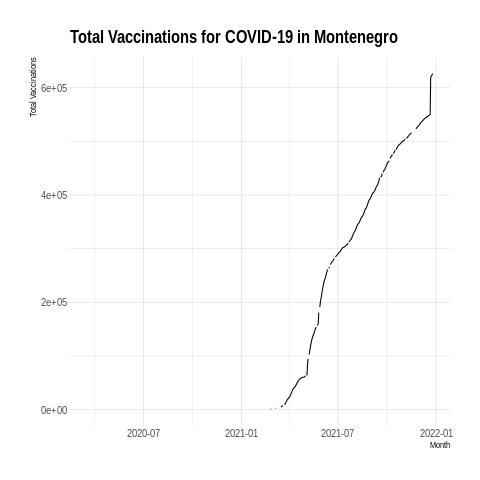 Total Vaccinations for COVID-19 in Montenegro
Total Vaccinations
6e+05
4e+05
2e+05
0e+00
2020-07 2021-01 2021-07 2022-01
Month